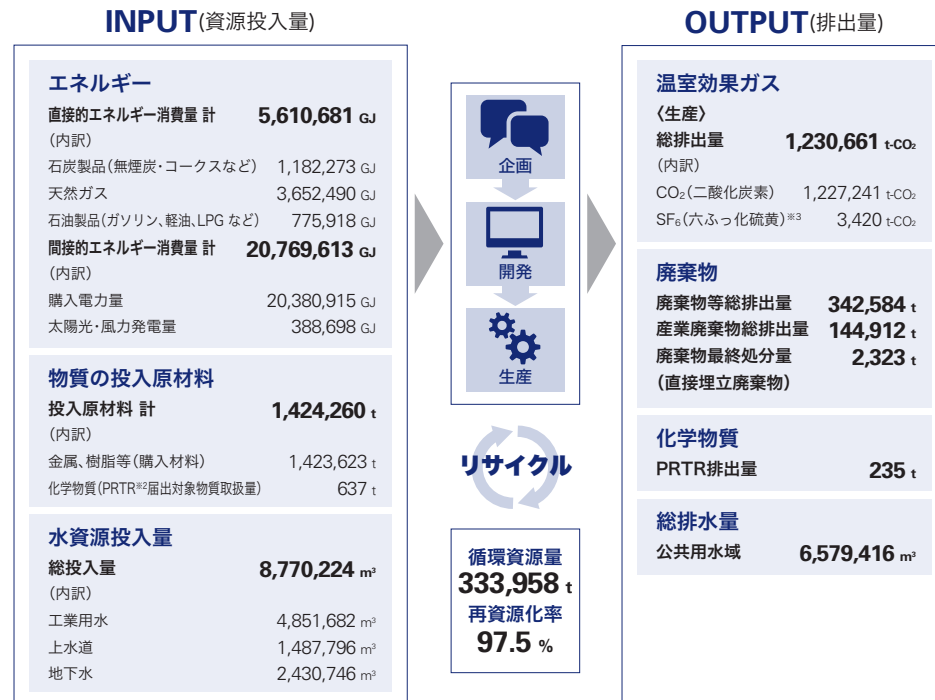 INPUT(資源投入量)
エネルギー
直接的エネルギー消費量 計 5,610,681 GJ
(内訳)
石炭製品(無煙炭・コークスなど) 1,182,273 GJ
天然ガス 3,652,490 GJ
石油製品(ガソリン、軽油、LPG など) 775,918 GJ
間接的エネルギー消費量 計 20,769,613 GJ
(内訳)
購入電力量 20,380,915 GJ
太陽光・風力発電量 388,698 GJ
物質の投入原材料
投入原材料 計 1,424,260 t
(内訳)
金属、樹脂等(購入材料) 1,423,623 t
化学物質(PRTR※2届出対象物質取扱量) 637 t
水資源投入量
総投入量 8,770,224 m³
(内訳)
工業用水 4,851,682 m³
上水道 1,487,796 m³
地下水 2,430,746 m³
企画
開発
生産
リサイクル
循環資源量
333,958 t
再資源化率
97.5 %
OUTPUT(排出量)
温室効果ガス
〈生産〉
総排出量 1,230,661 t-CO₂
(内訳)
CO₂(二酸化炭素) 1,227,241 t-CO₂
SF₆(六ふっ化硫黄)※3 3,420 t-CO₂
廃棄物
廃棄物等総排出量 342,584 t
産業廃棄物総排出量 144,912 t
廃棄物最終処分量 2,323 t
(直接埋立廃棄物)
化学物質
PRTR排出量 235 t
総排水量
公共用水域 6,579,416 m³